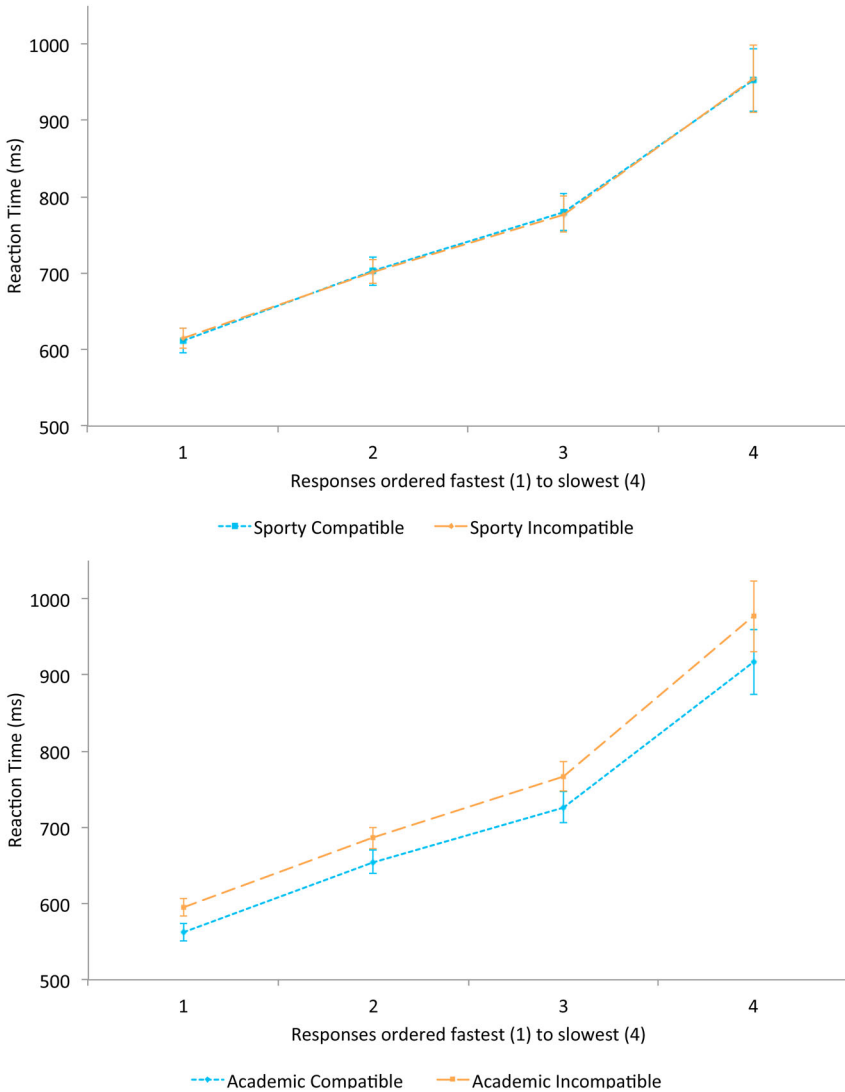 1000
900
800
700
600
500
Reaction Time (ms)
1 2 3 4
Responses ordered fastest (1) to slowest (4)
Sporty Compatible Sporty Incompatible
1000
900
800
700
600
500
Reaction Time (ms)
1 2 3 4
Responses ordered fastest (1) to slowest (4)
Academic Compatible Academic Incompatible